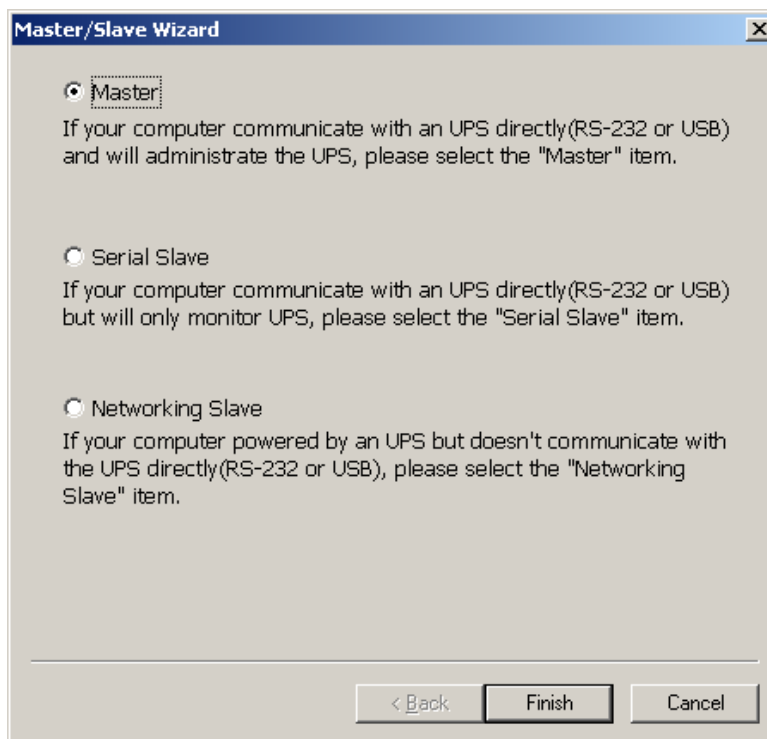 Master/Slave Wizard
Master
If your computer communicate with an UPS directly(RS-232 or USB)
and will administrate the UPS, please select the "Master" item.
Serial Slave
If your computer communicate with an UPS directly(RS-232 or USB)
but will only monitor UPS, please select the "Serial Slave" item.
Networking Slave
If your computer powered by an UPS but doesn't communicate with
the UPS directly(RS-232 or USB), please select the "Networking
Slave" item.
< Back Finish Cancel